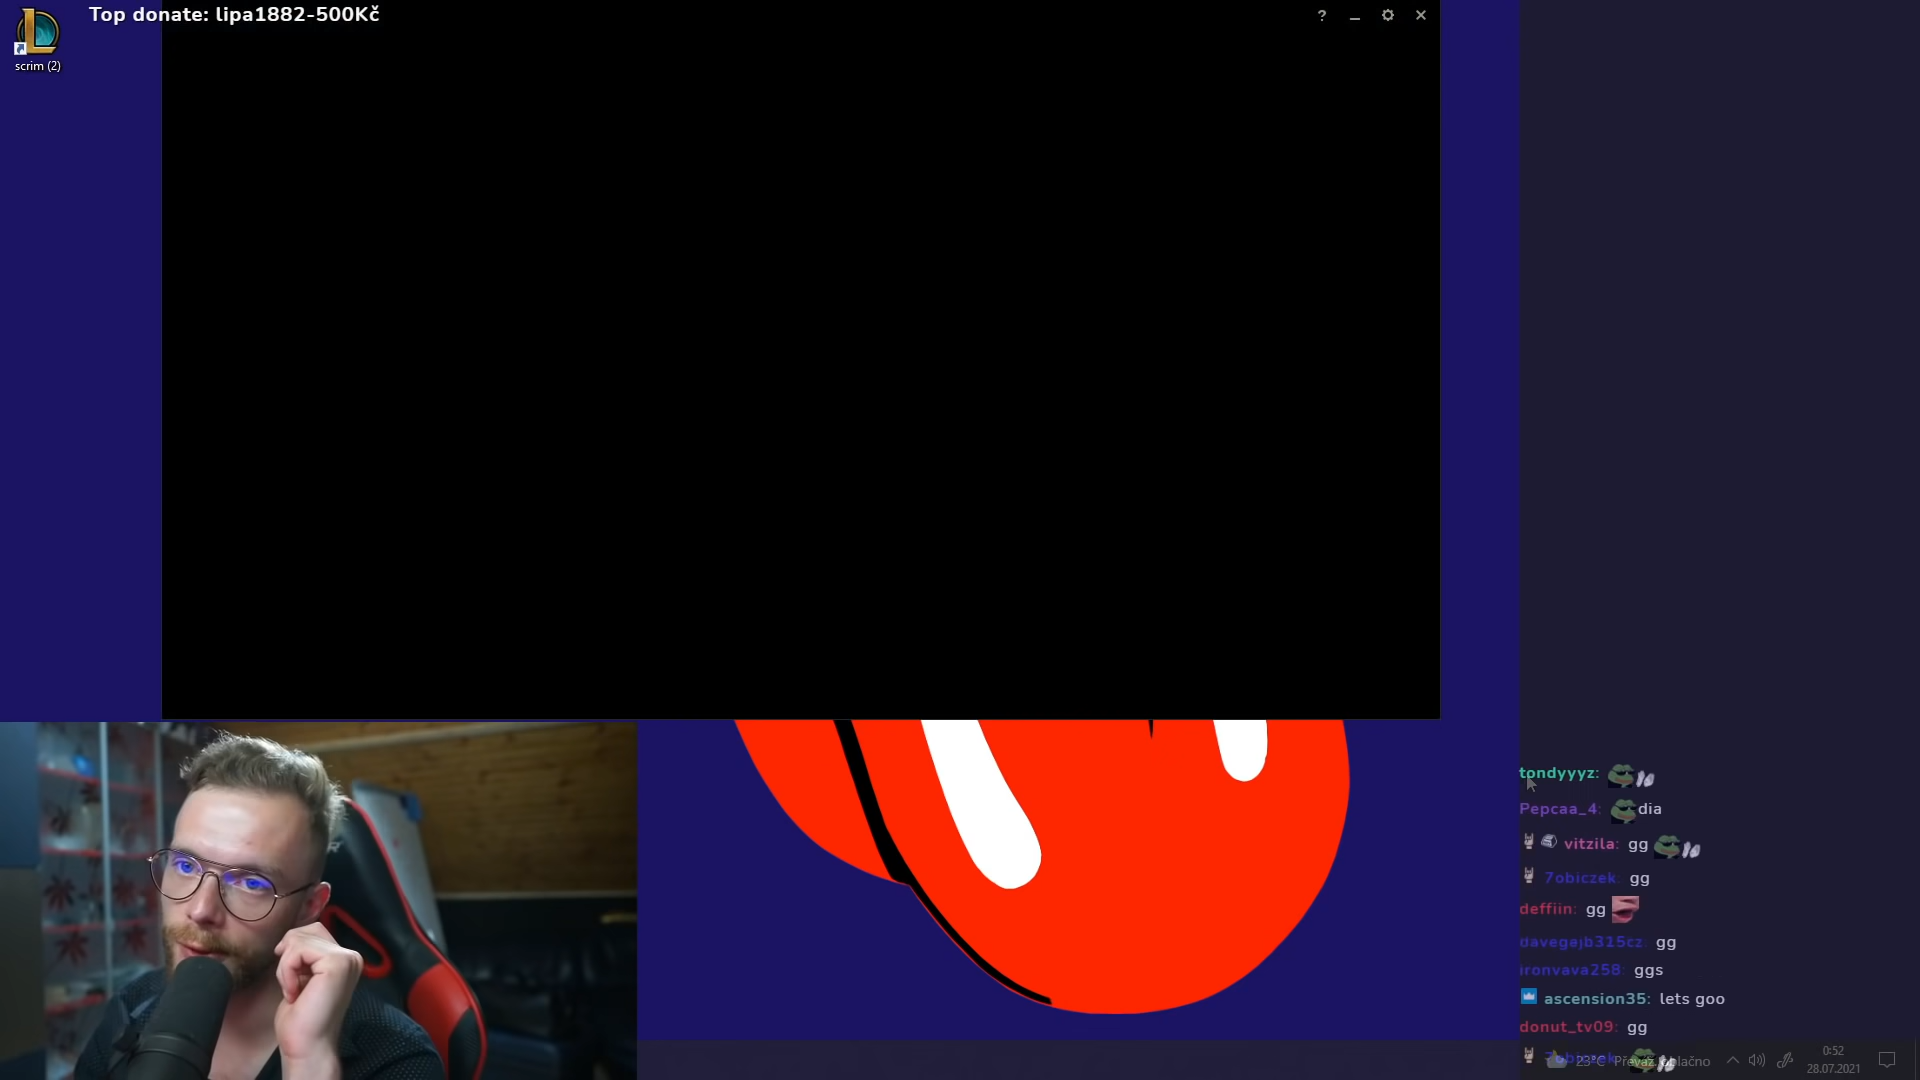 Top donate: lipa1882-500Kč
?
scrim (2)
tondyyyz:
Pepcaa_4: dia
vitzila: gg
7obiczek: gg
deffiin: gg
davegajb315cz: gg
ironvava258: ggs
ascension35: lets goo
donut_tv09: gg
23°C
0:52
28.07.2021